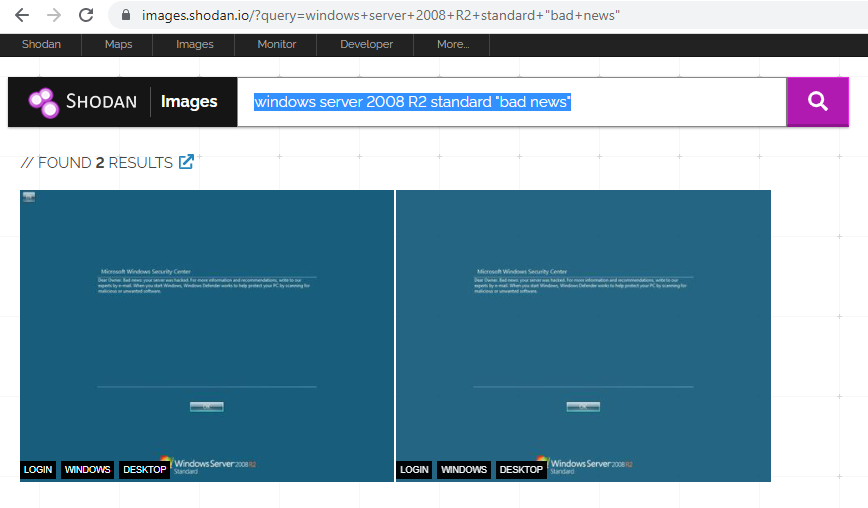 images.shodan.io/?query=windows+server+2008+R2+standard+"bad+news"
Shodan Maps Images Monitor Developer More...
SHODAN Images windows server 2008 R2 standard "bad news"
// FOUND 2 RESULTS
Microsoft Windows Security Center
Dear Owner. Bad news: your server was hacked. For more information and recommendations, write to our
experts by e-mail. When you start Windows, Windows Defender works to help protect your PC by scanning for
malicious or unwanted software.
OK
Windows Server 2008 R2
Standard
LOGIN WINDOWS DESKTOP
Microsoft Windows Security Center
Dear Owner. Bad news: your server was hacked. For more information and recommendations, write to our
experts by e-mail. When you start Windows, Windows Defender works to help protect your PC by scanning for
malicious or unwanted software.
OK
Windows Server 2008 R2
Standard
LOGIN WINDOWS DESKTOP